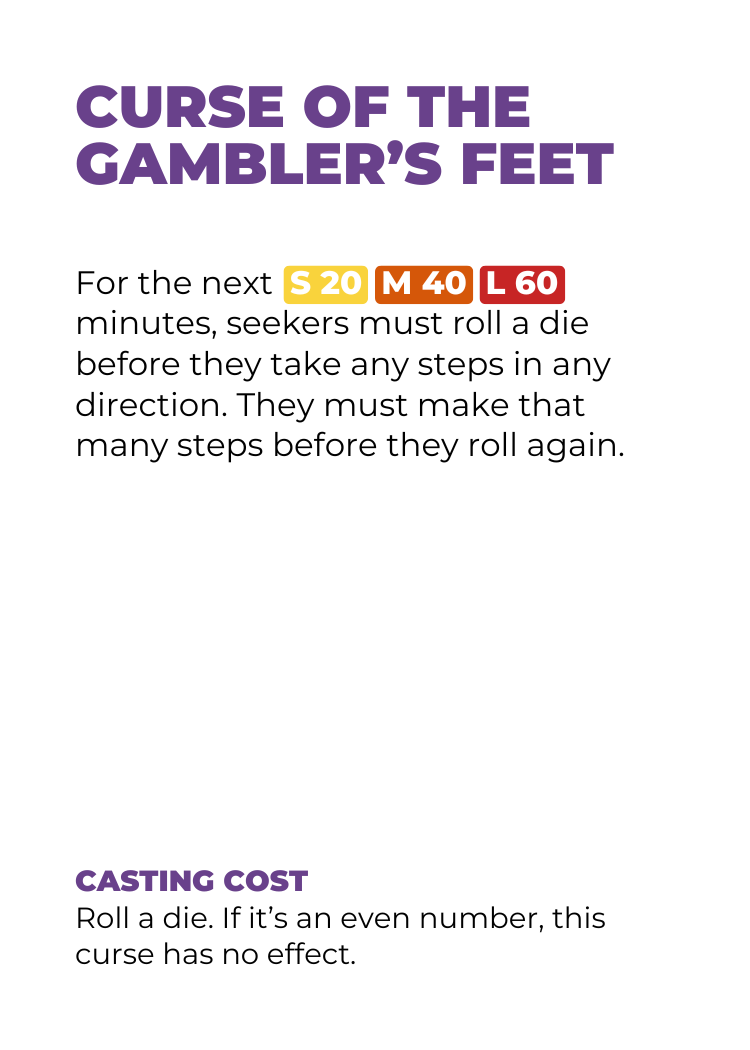 CURSE OF THE
GAMBLER’S FEET
For the next S 20 M 40 L 60
minutes, seekers must roll a die
before they take any steps in any
direction. They must make that
many steps before they roll again.
CASTING COST
Roll a die. If it’s an even number, this
curse has no effect.